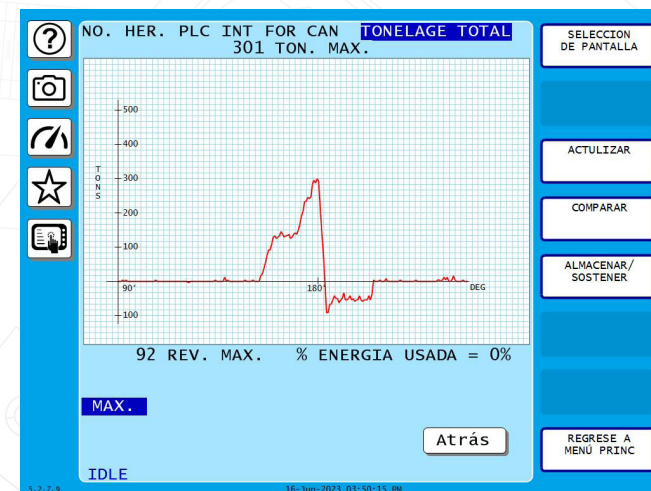 NO. HER. PLC INT FOR CAN TONELAGE TOTAL
301 TON. MAX.
500
400
300
200
100
100
TONS
90°
180°
DEG
92 REV. MAX. % ENERGIA USADA = 0%
MAX.
Atrás
IDLE
5.2.7.9
16-Jun-2023 03:50:15 PM
SELECCION
DE PANTALLA
ACTULIZAR
COMPARAR
ALMACENAR/
SOSTENER
REGRESE A
MENÚ PRINC